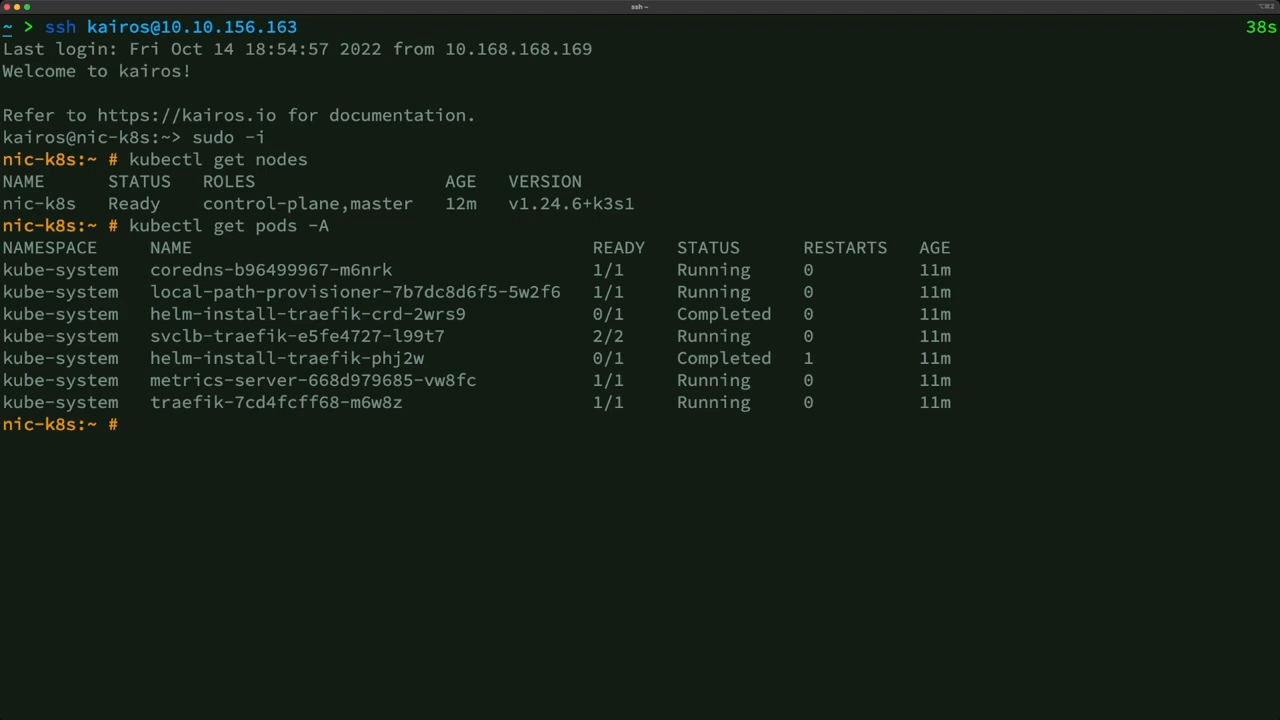 ssh ~
⌥⌘2
~ > ssh kairos@10.10.156.163 38s
Last login: Fri Oct 14 18:54:57 2022 from 10.168.168.169
Welcome to kairos!
Refer to https://kairos.io for documentation.
kairos@nic-k8s:~> sudo -i
nic-k8s:~ # kubectl get nodes
NAME STATUS ROLES AGE VERSION
nic-k8s Ready control-plane,master 12m v1.24.6+k3s1
nic-k8s:~ # kubectl get pods -A
NAMESPACE NAME READY STATUS RESTARTS AGE
kube-system coredns-b96499967-m6nrk 1/1 Running 0 11m
kube-system local-path-provisioner-7b7dc8d6f5-5w2f6 1/1 Running 0 11m
kube-system helm-install-traefik-crd-2wrs9 0/1 Completed 0 11m
kube-system svclb-traefik-e5fe4727-l99t7 2/2 Running 0 11m
kube-system helm-install-traefik-phj2w 0/1 Completed 1 11m
kube-system metrics-server-668d979685-vw8fc 1/1 Running 0 11m
kube-system traefik-7cd4fcff68-m6w8z 1/1 Running 0 11m
nic-k8s:~ #